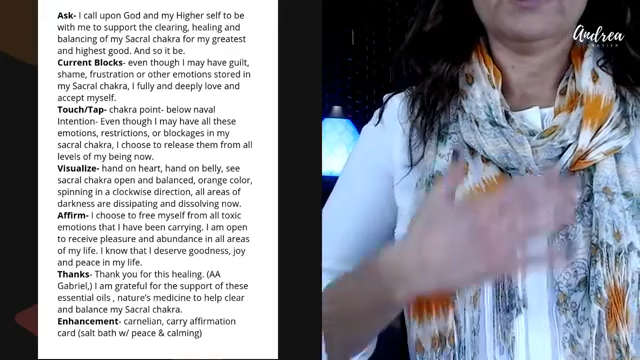 Ask- I call upon God and my Higher self to be
with me to support the clearing, healing and
balancing of my Sacral chakra for my greatest
and highest good. And so it be.
Current Blocks- even though I may have guilt,
shame, frustration or other emotions stored in
my Sacral chakra, I fully and deeply love and
accept myself.
Touch/Tap- chakra point- below naval
Intention- Even though I may have all these
emotions, restrictions, or blockages in my
sacral chakra, I choose to release them from all
levels of my being now.
Visualize- hand on heart, hand on belly, see
sacral chakra open and balanced, orange color,
spinning in a clockwise direction, all areas of
darkness are dissipating and dissolving now.
Affirm- I choose to free myself from all toxic
emotions that I have been carrying. I am open
to receive pleasure and abundance in all areas
of my life. I know that I deserve goodness, joy
and peace in my life.
Thanks- Thank you for this healing. (AA
Gabriel,) I am grateful for the support of these
essential oils , nature's medicine to help clear
and balance my Sacral chakra.
Enhancement- carnelian, carry affirmation
card (salt bath w/ peace & calming)
Andrea